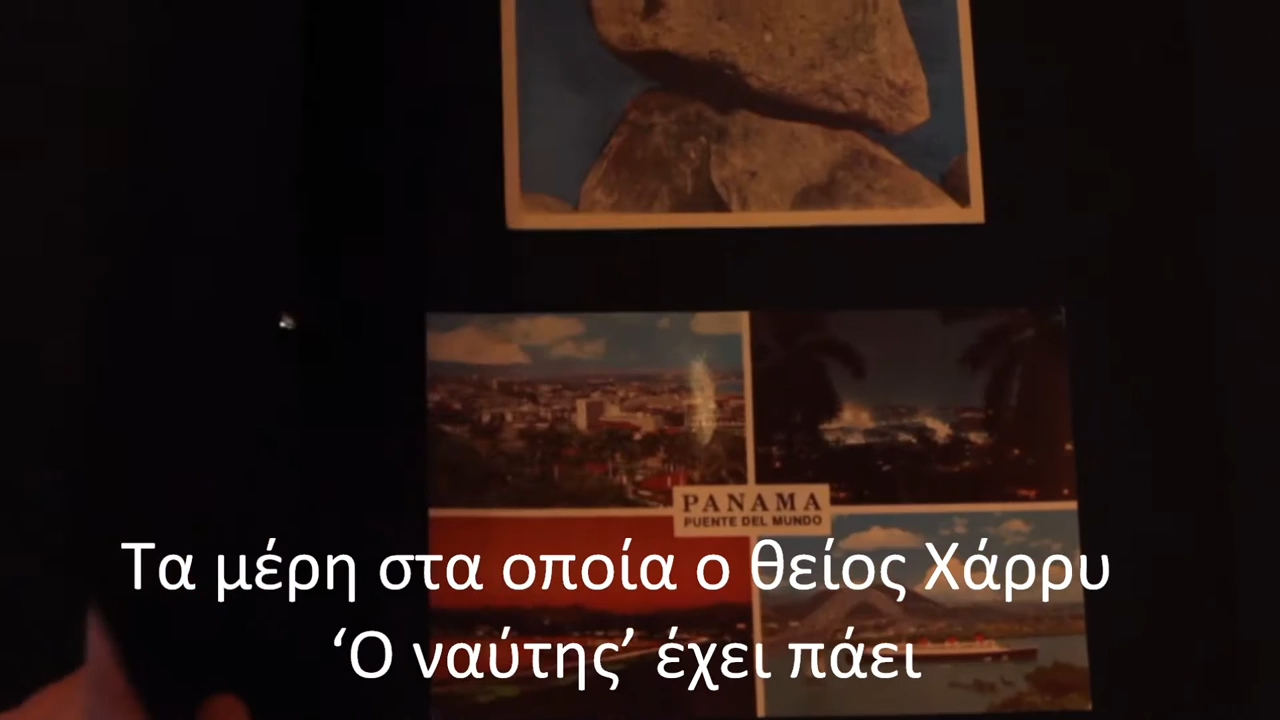 PANAMA
PUENTE DEL MUNDO
Τα μέρη στα οποία ο θείος Χάρρυ
‘Ο ναύτης’ έχει πάει